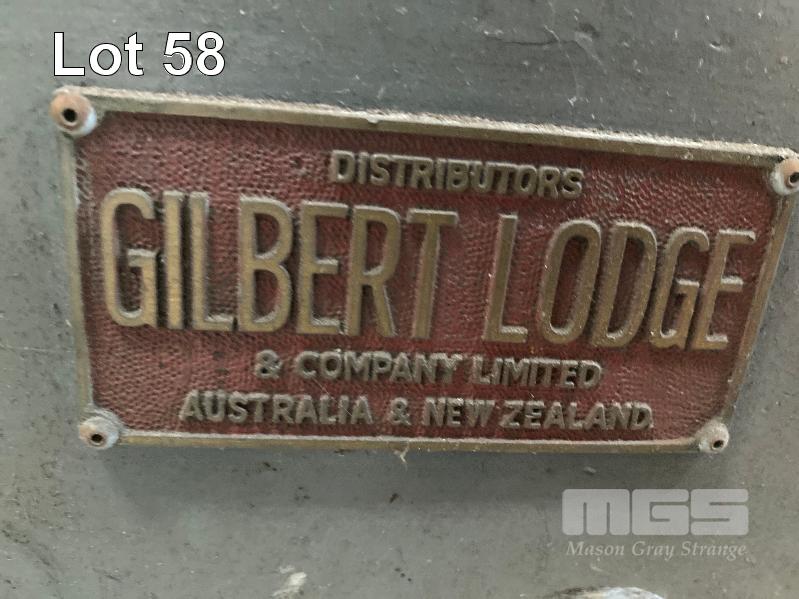 Lot 58
DISTRIBUTORS
GILBERT LODGE
& COMPANY LIMITED
AUSTRALIA & NEW ZEALAND.
MGS
Mason Gray Strange